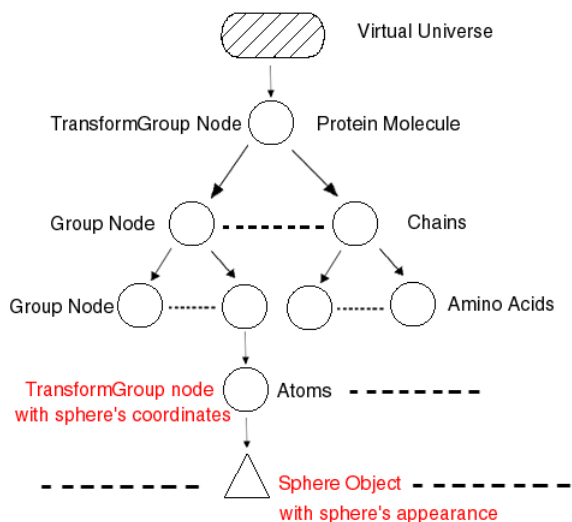 Virtual Universe
TransformGroup Node
Protein Molecule
Group Node
Chains
Group Node
Amino Acids
TransformGroup node
with sphere's coordinates
Atoms
Sphere Object
with sphere's appearance